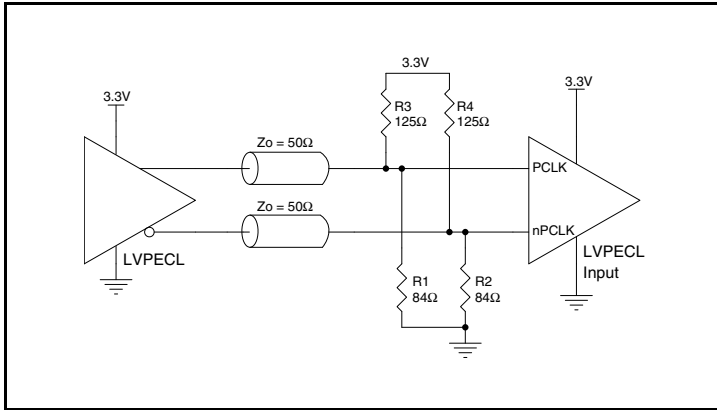 3.3V
3.3V
3.3V
R3
125Ω
R4
125Ω
Zo = 50Ω
PCLK
Zo = 50Ω
nPCLK
LVPECL
LVPECL
Input
R1
84Ω
R2
84Ω